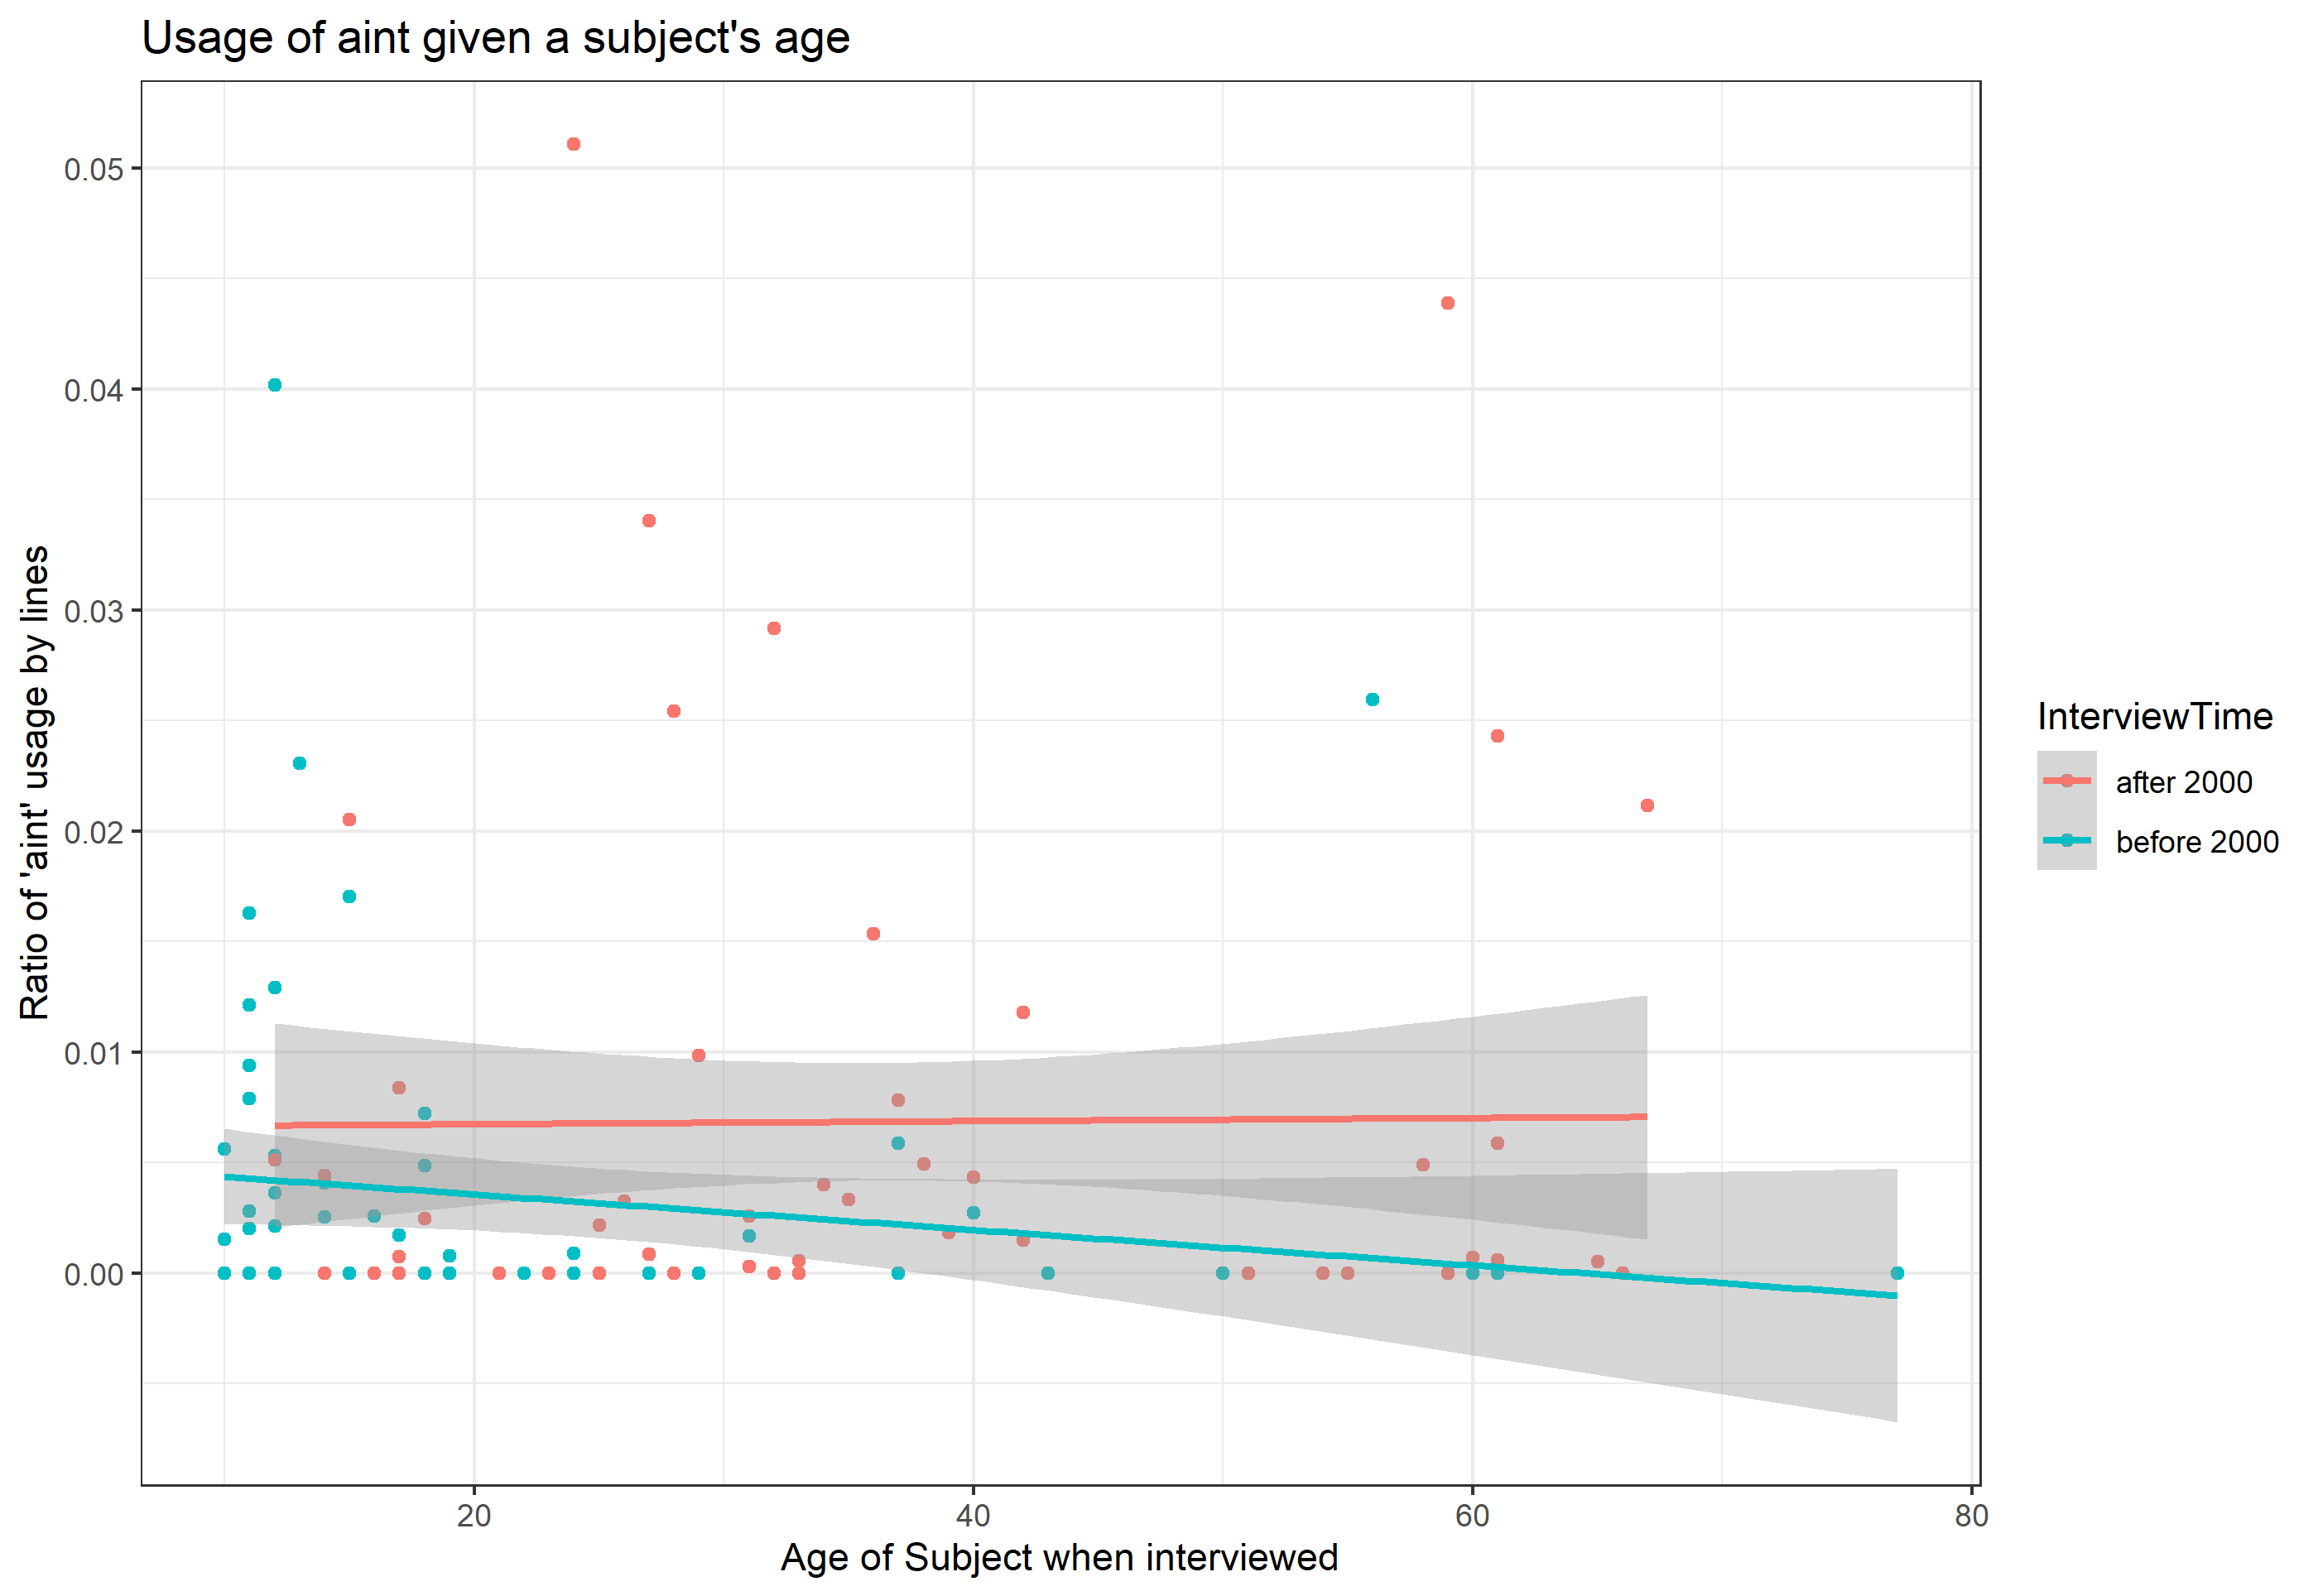 Usage of aint given a subject's age
Ratio of 'aint' usage by lines
0.05
0.04
0.03
0.02
0.01
0.00
20
40
60
80
Age of Subject when interviewed
InterviewTime
after 2000
before 2000